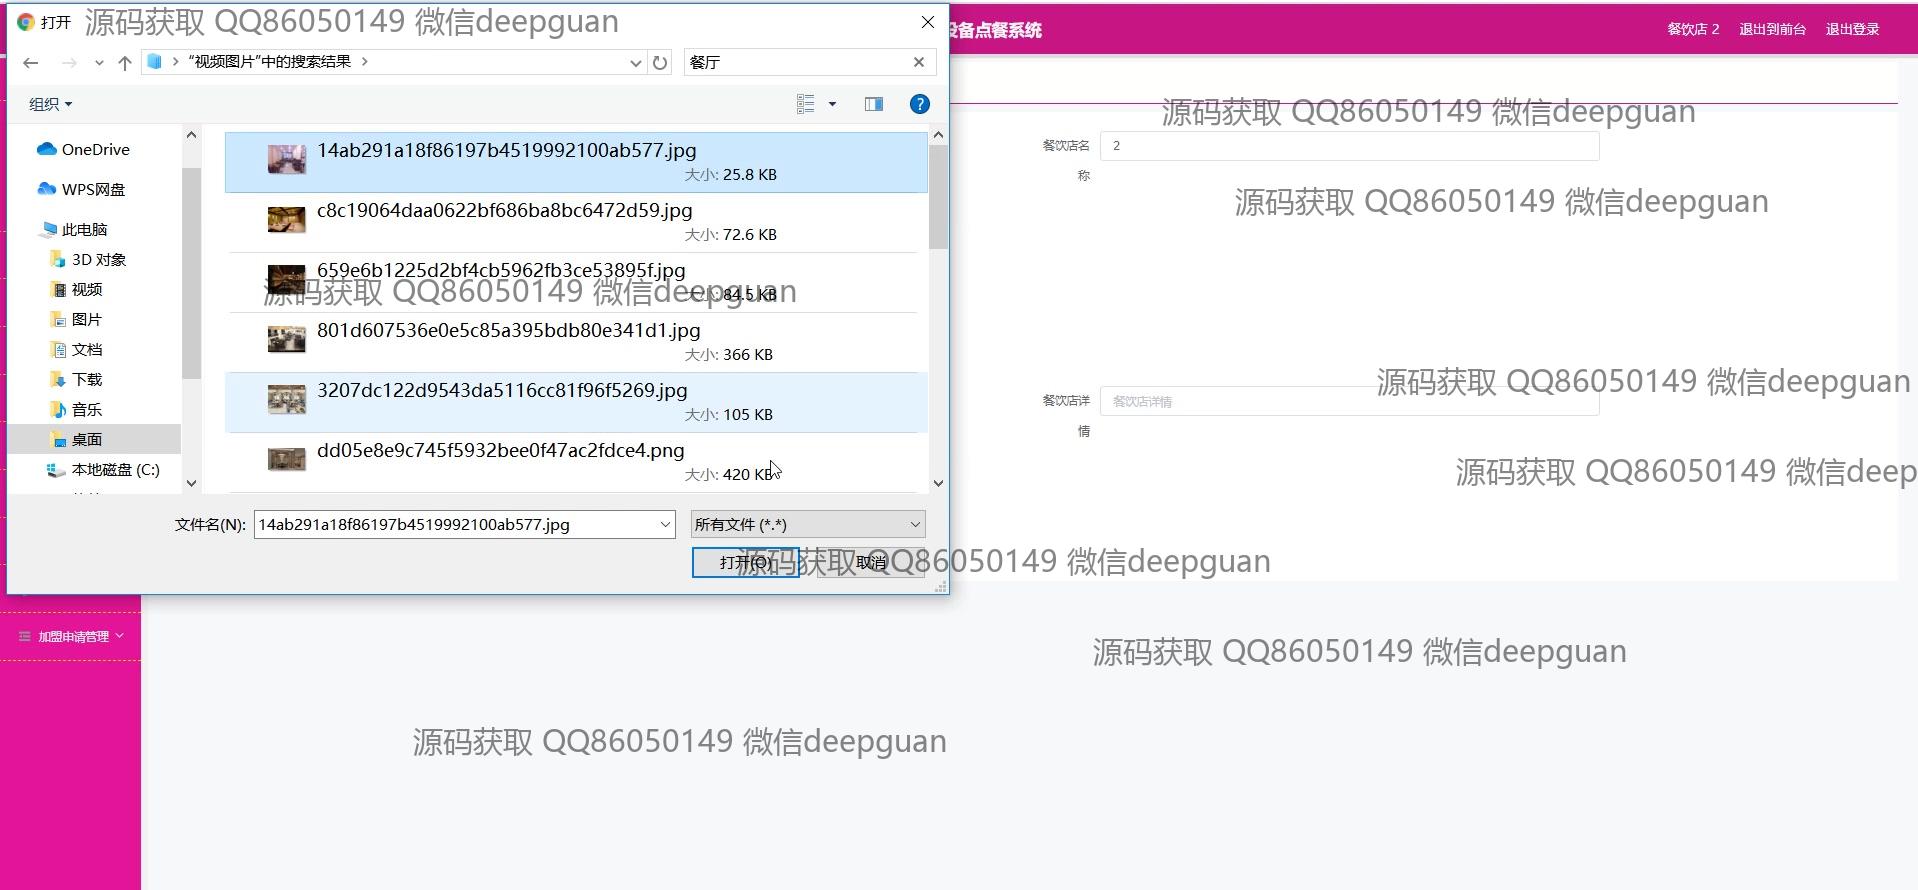 打开
源码获取 QQ86050149 微信deepguan
设备点餐系统
餐饮店 2
退出到前台
退出登录
“视频图片”中的搜索结果
餐厅
组织
源码获取 QQ86050149 微信deepguan
OneDrive
WPS网盘
此电脑
3D 对象
视频
图片
文档
下载
音乐
桌面
本地磁盘 (C:)
14ab291a18f86197b4519992100ab577.jpg
大小: 25.8 KB
c8c19064daa0622bf686ba8bc6472d59.jpg
大小: 72.6 KB
659e6b1225d2bf4cb5962fb3ce53895f.jpg
大小: 84.5 KB
源码获取 QQ86050149 微信deepguan
801d607536e0e5c85a395bdb80e341d1.jpg
大小: 366 KB
3207dc122d9543da5116cc81f96f5269.jpg
大小: 105 KB
dd05e8e9c745f5932bee0f47ac2fdce4.png
大小: 420 KB
文件名(N):
14ab291a18f86197b4519992100ab577.jpg
所有文件 (*.*)
打开(O)
取消
源码获取 QQ86050149 微信deepguan
餐饮店名
称
2
源码获取 QQ86050149 微信deepguan
源码获取 QQ86050149 微信deepguan
餐饮店详
情
餐饮店详情
源码获取 QQ86050149 微信deep
加盟申请管理
源码获取 QQ86050149 微信deepguan
源码获取 QQ86050149 微信deepguan